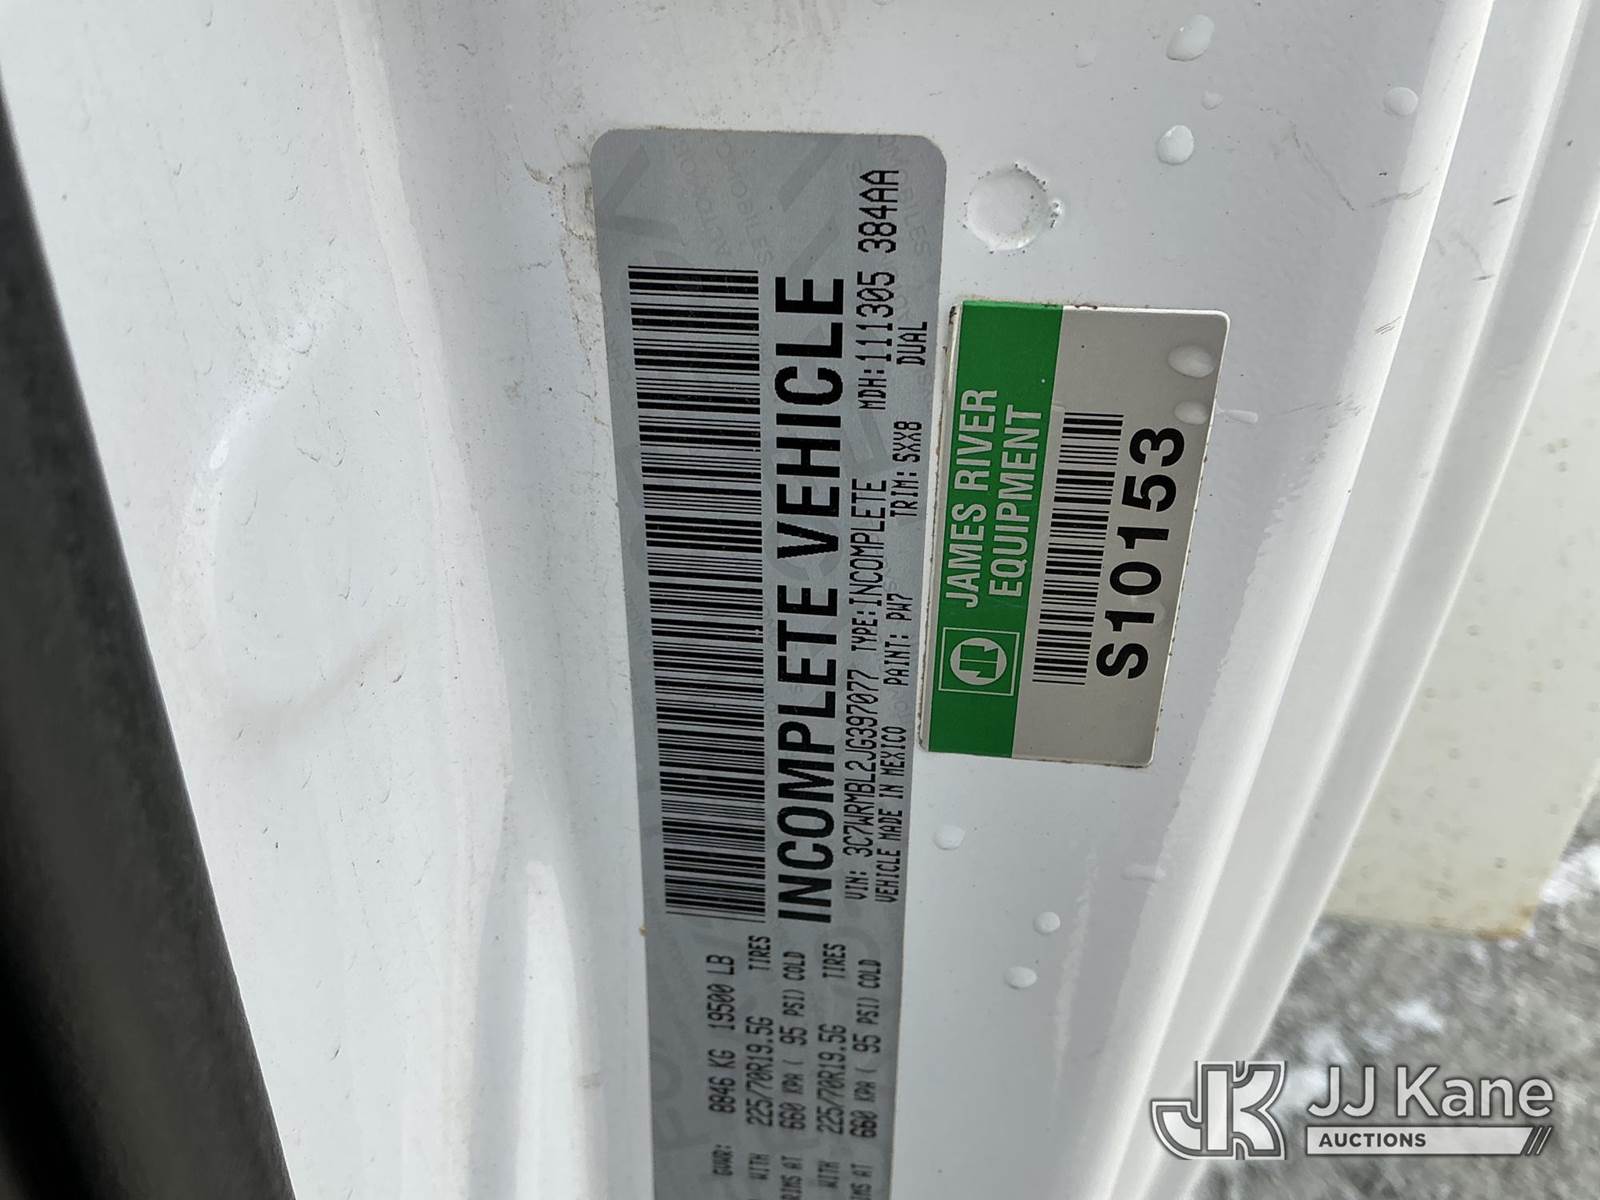 GVWR: 8846 KG 19500 LB
WITH 225/70R19.5G TIRES
RIMS AT 660 KPA ( 95 PSI) COLD
WITH 225/70R19.5G TIRES
RIMS AT 660 KPA ( 95 PSI) COLD
INCOMPLETE VEHICLE
VIN: 3C7WRMBL2JG397077 TYPE:INCOMPLETE MDH:111305 384AA
VEHICLE MADE IN MEXICO PAINT: PW7 TRIM: SXX8 DUAL
JAMES RIVER
EQUIPMENT
S10153
JJ Kane
AUCTIONS